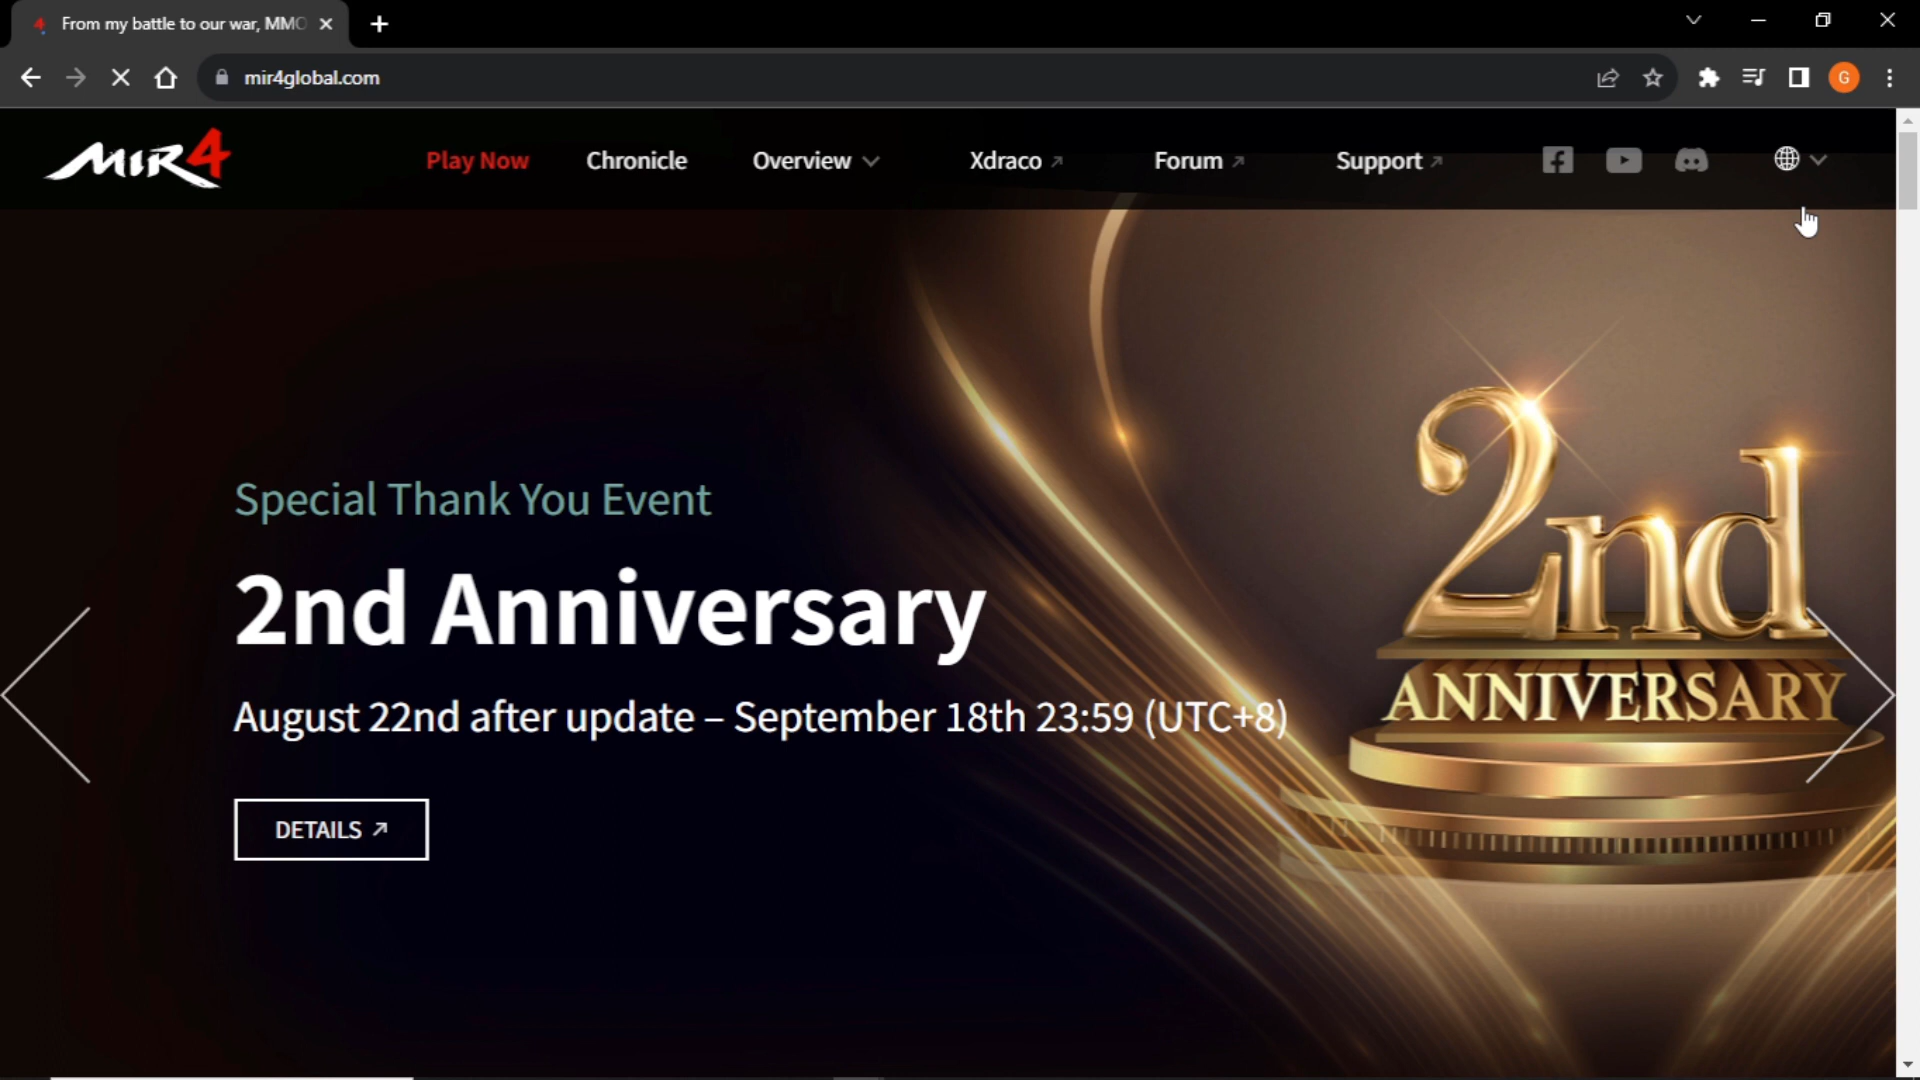 From my battle to our war, MMO
mir4global.com
G
MIR4
Play Now
Chronicle
Overview
Xdraco
Forum
Support
Special Thank You Event
2nd Anniversary
August 22nd after update – September 18th 23:59 (UTC+8)
DETAILS
2nd
ANNIVERSARY